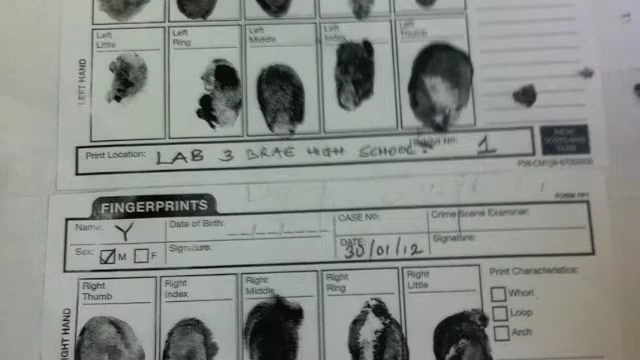 Left Little
Left Ring
Left Middle
Left Index
Left Thumb
LEFT HAND
Print Location: LAB 3 BRAE HIGH SCHOOL Exhibit No: 1
NEW SCOTLAND YARD
FINGERPRINTS
FORM FP1
Name: Y
Date of Birth:
CASE No:
Crime Scene Examiner:
Sex: M F
Signature:
DATE: 30/01/12
Signature:
Right Thumb
Right Index
Right Middle
Right Ring
Right Little
Print Characteristics:
Whorl
Loop
Arch
RIGHT HAND